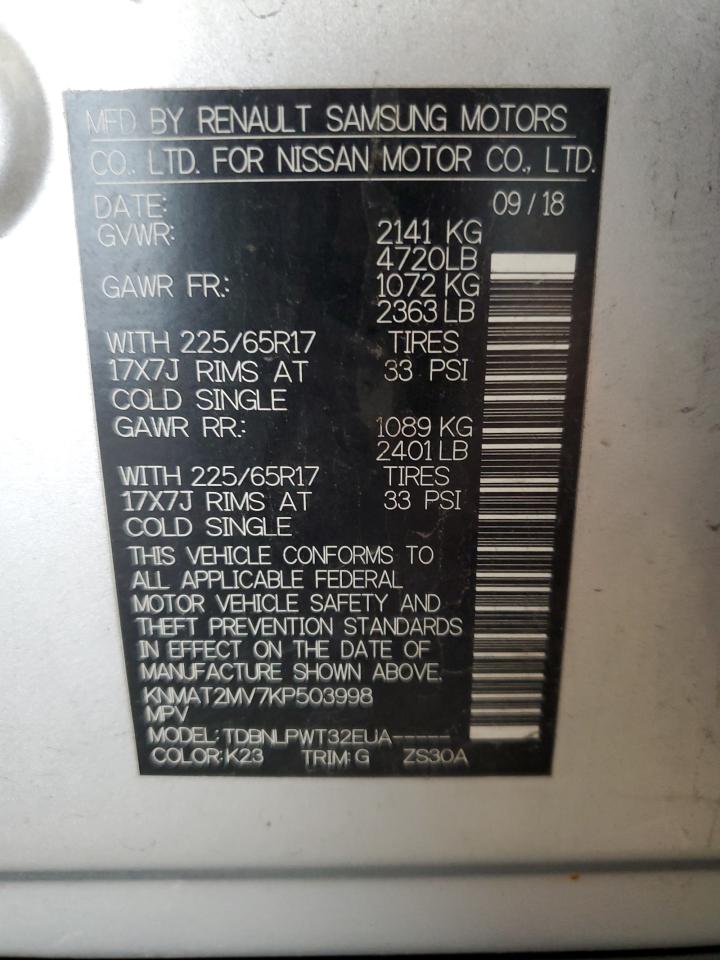 MFD BY RENAULT SAMSUNG MOTORS
CO., LTD. FOR NISSAN MOTOR CO., LTD.
DATE: 09 / 18
GVWR: 2141 KG
4720LB
GAWR FR.: 1072 KG
2363 LB
WITH 225/65R17 TIRES
17X7J RIMS AT 33 PSI
COLD SINGLE
GAWR RR.: 1089 KG
2401 LB
WITH 225/65R17 TIRES
17X7J RIMS AT 33 PSI
COLD SINGLE
THIS VEHICLE CONFORMS TO
ALL APPLICABLE FEDERAL
MOTOR VEHICLE SAFETY AND
THEFT PREVENTION STANDARDS
IN EFFECT ON THE DATE OF
MANUFACTURE SHOWN ABOVE.
KNMAT2MV7KP503998
MPV
MODEL: TDBNLPWT32EUA-----
COLOR: K23 TRIM: G ZS30A